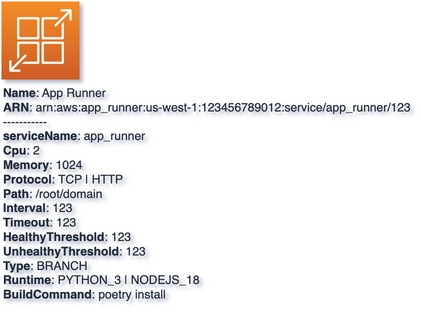 Name: App Runner
ARN: arn:aws:app_runner:us-west-1:123456789012:service/app_runner/123
-----------
serviceName: app_runner
Cpu: 2
Memory: 1024
Protocol: TCP | HTTP
Path: /root/domain
Interval: 123
Timeout: 123
HealthyThreshold: 123
UnhealthyThreshold: 123
Type: BRANCH
Runtime: PYTHON_3 | NODEJS_18
BuildCommand: poetry install